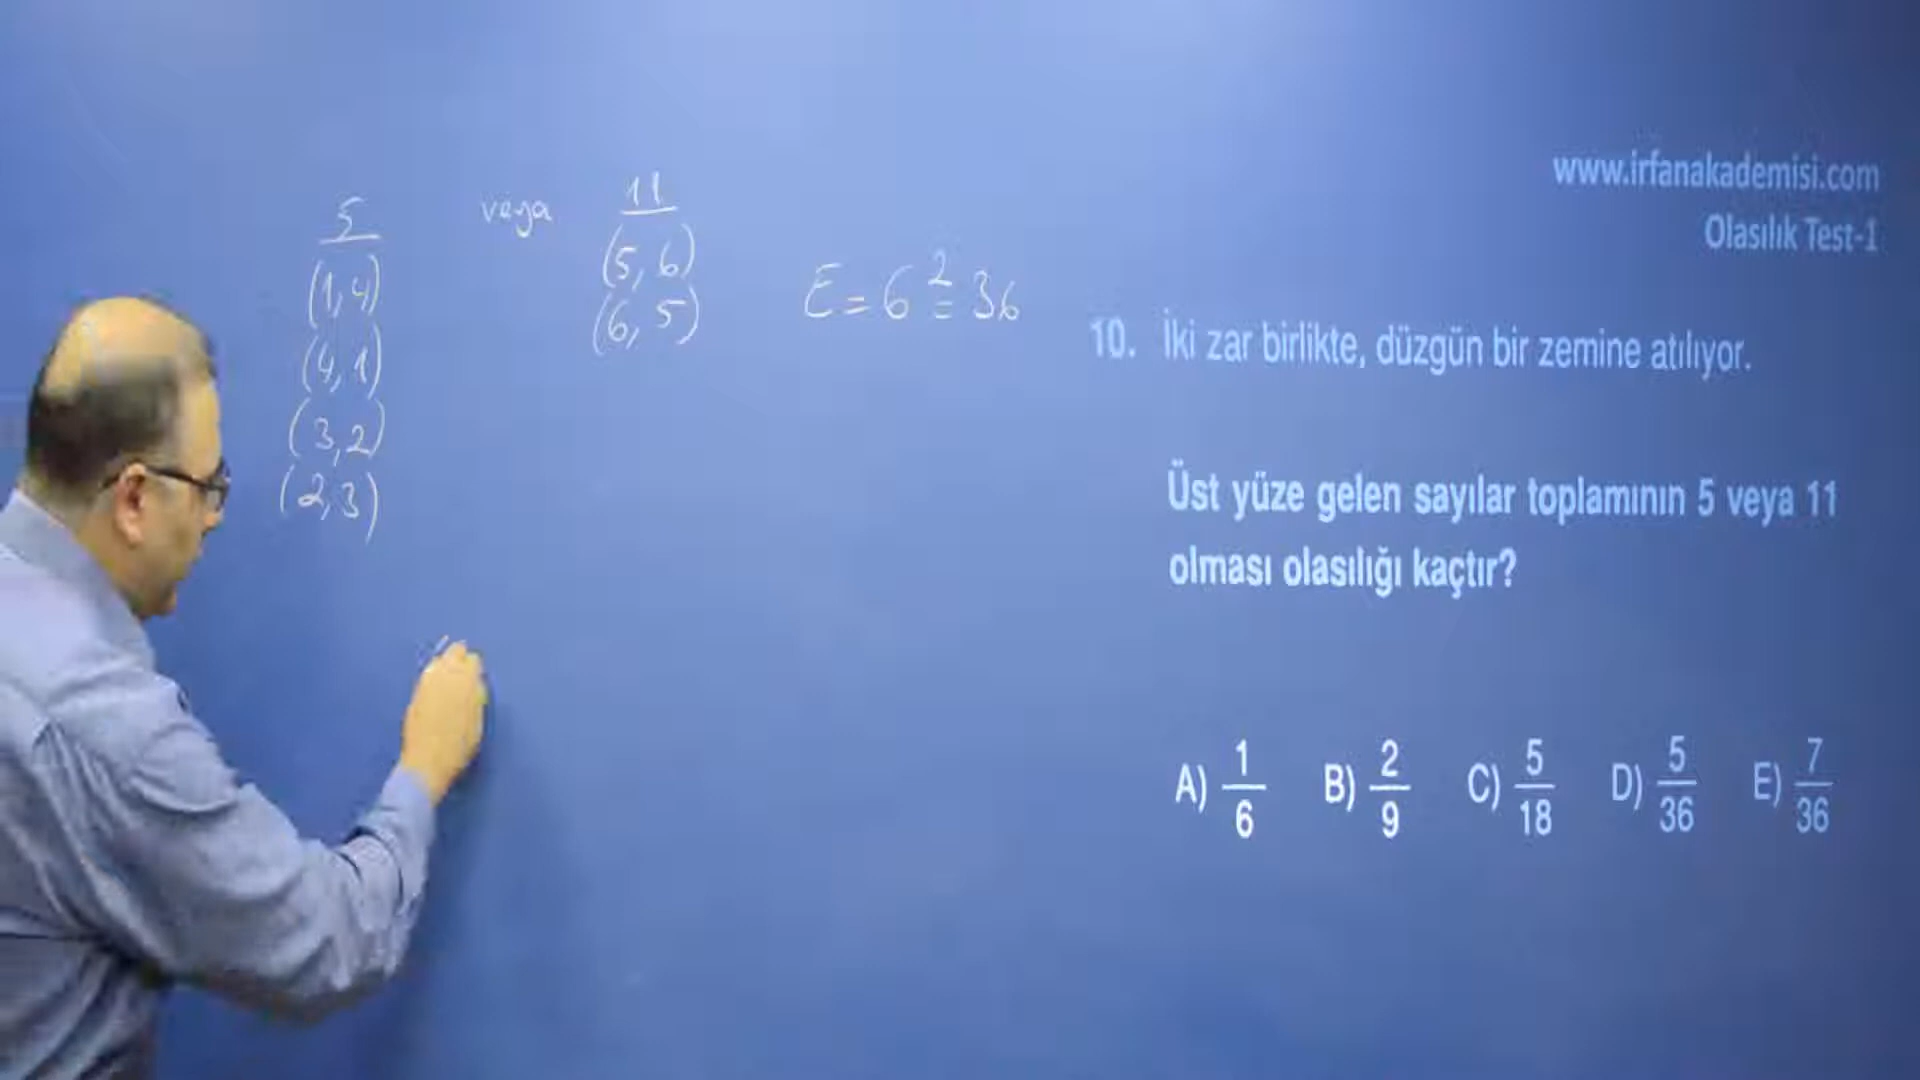 5 veya 11
(1,4)
(4,1)
(3,2)
(2,3)
(5,6)
(6,5)
E = 6² = 36
www.irfanakademisi.com
Olasılık Test-1
10. İki zar birlikte, düzgün bir zemine atılıyor.
Üst yüze gelen sayılar toplamının 5 veya 11
olması olasılığı kaçtır?
A) 1/6 B) 2/9 C) 5/18 D) 5/36 E) 7/36